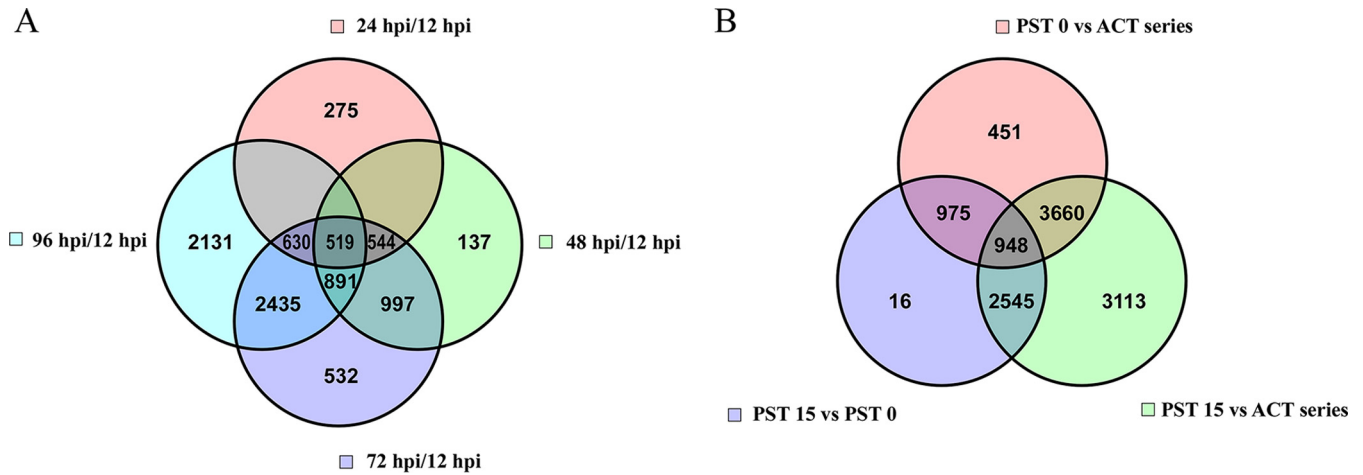 A
24 hpi/12 hpi
275
96 hpi/12 hpi
2131
630
519
544
137
48 hpi/12 hpi
891
2435
997
532
72 hpi/12 hpi
B
PST 0 vs ACT series
451
975
3660
948
16
2545
3113
PST 15 vs PST 0
PST 15 vs ACT series